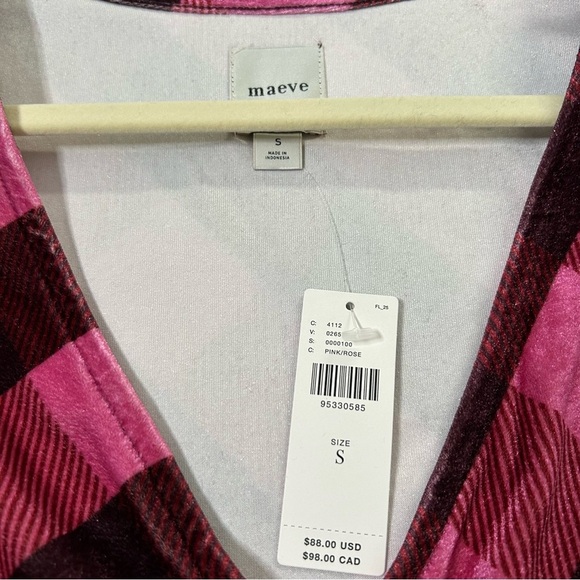 maeve
S
MADE IN
INDONESIA
FL_25
C: 4112
V: 0265
S: 0000100
C: PINK/ROSE
95330585
SIZE
S
$88.00 USD
$98.00 CAD